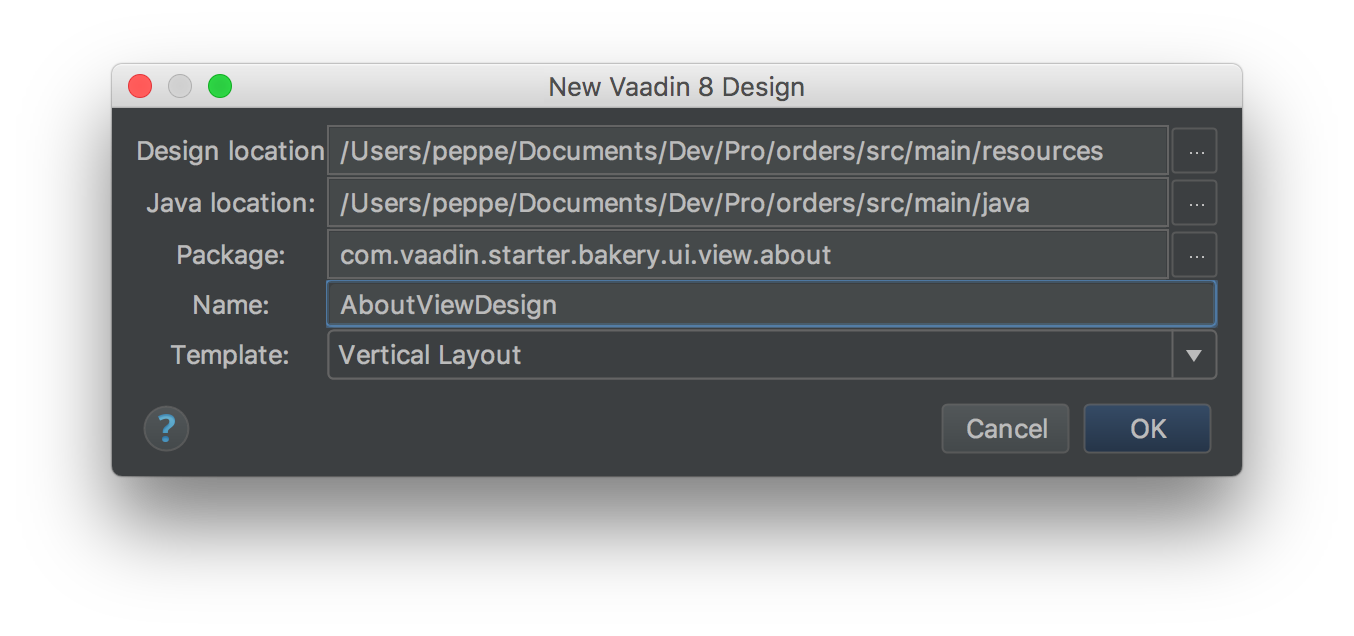 New Vaadin 8 Design
Design location /Users/peppe/Documents/Dev/Pro/orders/src/main/resources ...
Java location: /Users/peppe/Documents/Dev/Pro/orders/src/main/java ...
Package: com.vaadin.starter.bakery.ui.view.about ...
Name: AboutViewDesign
Template: Vertical Layout
? Cancel OK